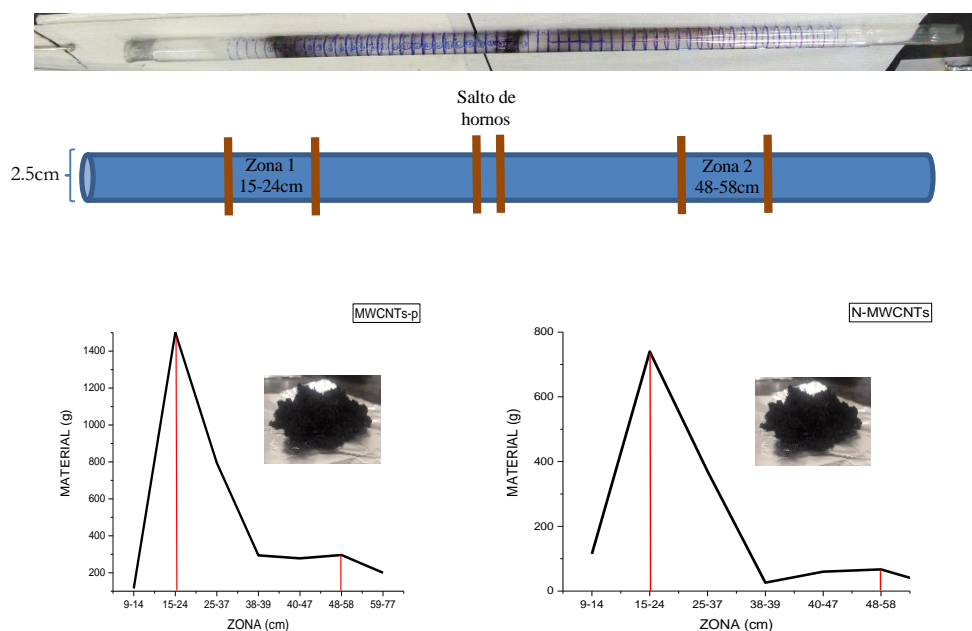 Salto de
hornos
2.5cm
Zona 1
15-24cm
Zona 2
48-58cm
MWCNTs-p
MATERIAL (g)
1400
1200
1000
800
600
400
200
9-14 15-24 25-37 38-39 40-47 48-58 59-77
ZONA (cm)
N-MWCNTs
MATERIAL (g)
800
600
400
200
0
9-14 15-24 25-37 38-39 40-47 48-58
ZONA (cm)